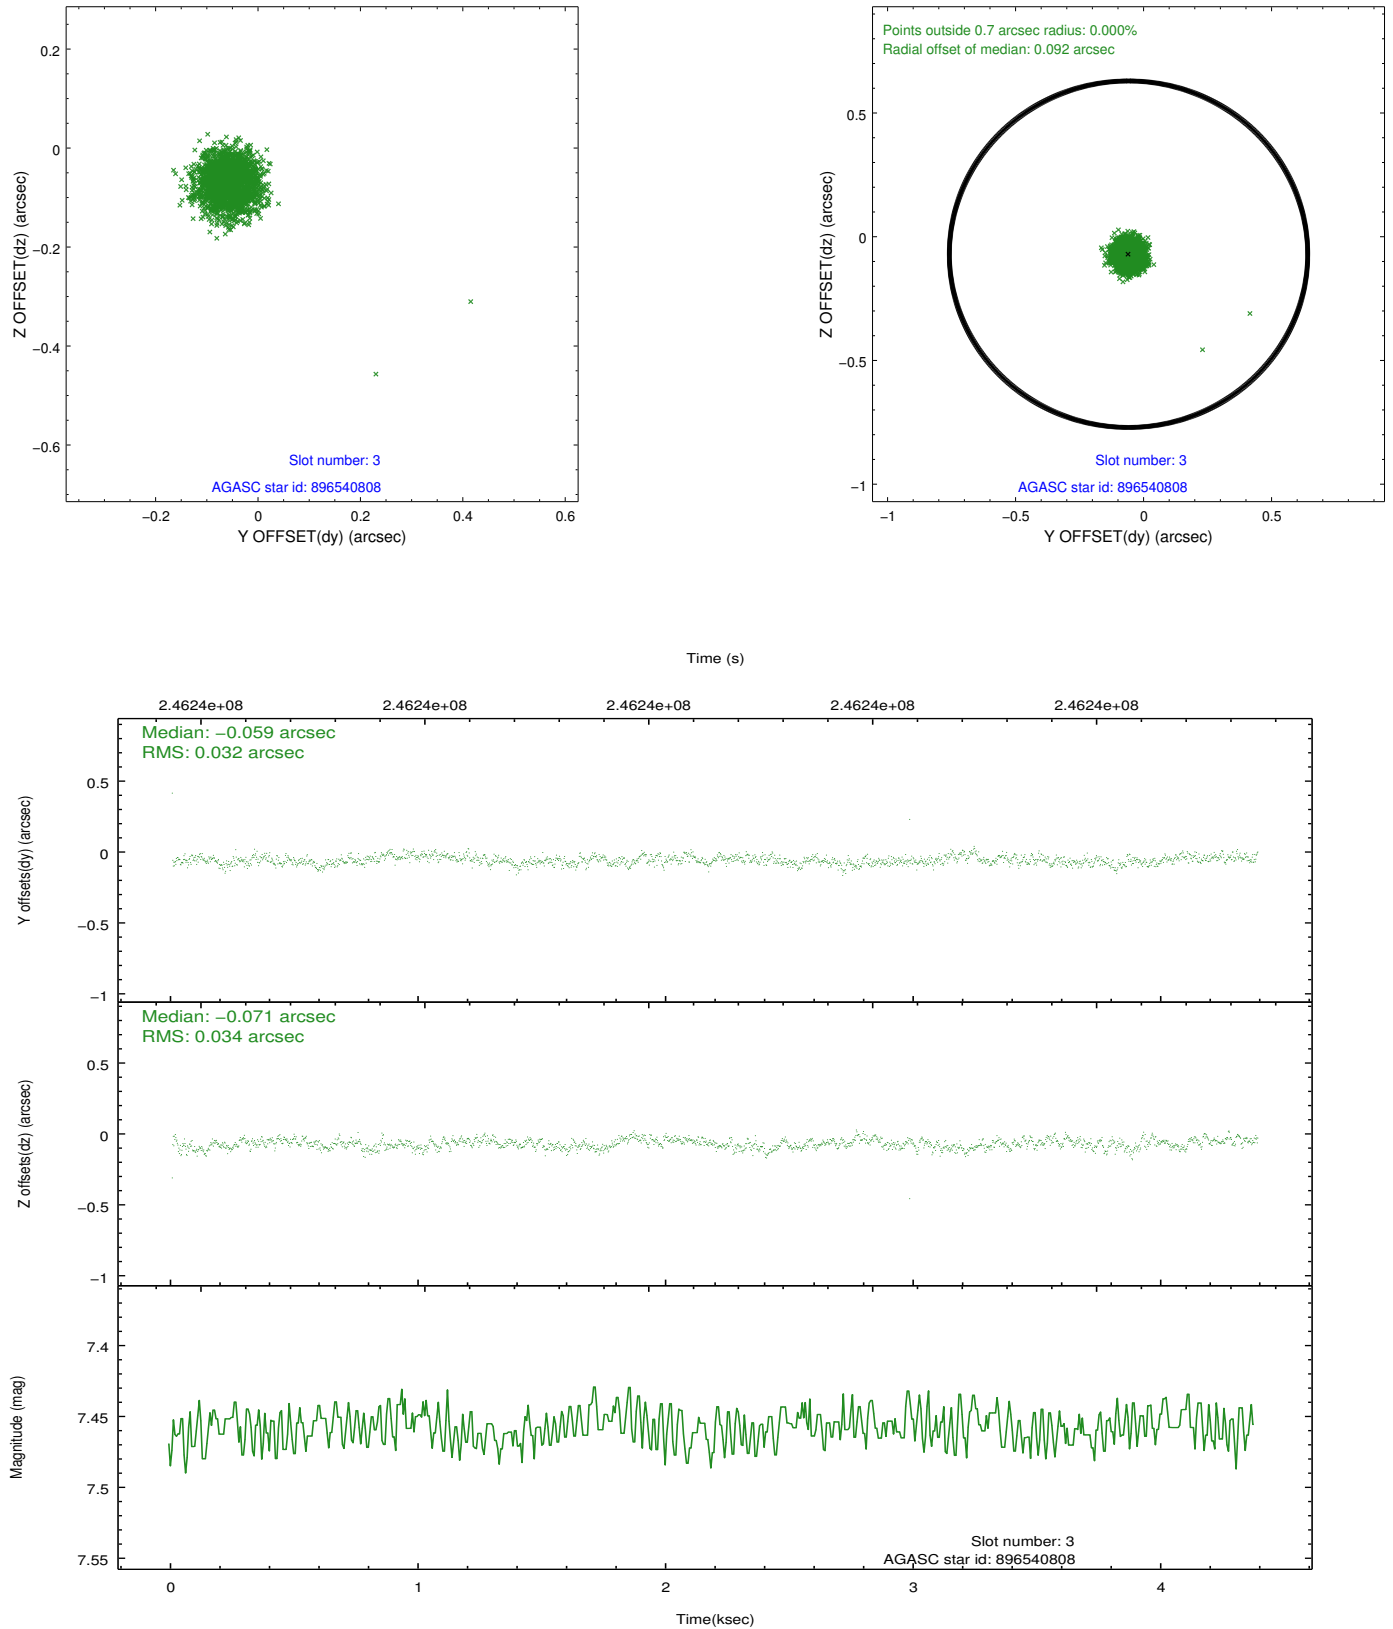 0.2
0
−0.2
−0.4
−0.6
Z OFFSET(dz) (arcsec)
Slot number: 3
AGASC star id: 896540808
−0.2 0 0.2 0.4 0.6
Y OFFSET(dy) (arcsec)
Points outside 0.7 arcsec radius: 0.000%
Radial offset of median: 0.092 arcsec
0.5
0
−0.5
−1
Z OFFSET(dz) (arcsec)
Slot number: 3
AGASC star id: 896540808
−1 −0.5 0 0.5
Y OFFSET(dy) (arcsec)
Time (s)
2.4624e+08 2.4624e+08 2.4624e+08 2.4624e+08 2.4624e+08
Median: −0.059 arcsec
RMS: 0.032 arcsec
0.5
0
−0.5
−1
Y offsets(dy) (arcsec)
Median: −0.071 arcsec
RMS: 0.034 arcsec
0.5
0
−0.5
−1
Z offsets(dz) (arcsec)
7.4
7.45
7.5
7.55
Magnitude (mag)
Slot number: 3
AGASC star id: 896540808
0 1 2 3 4
Time(ksec)